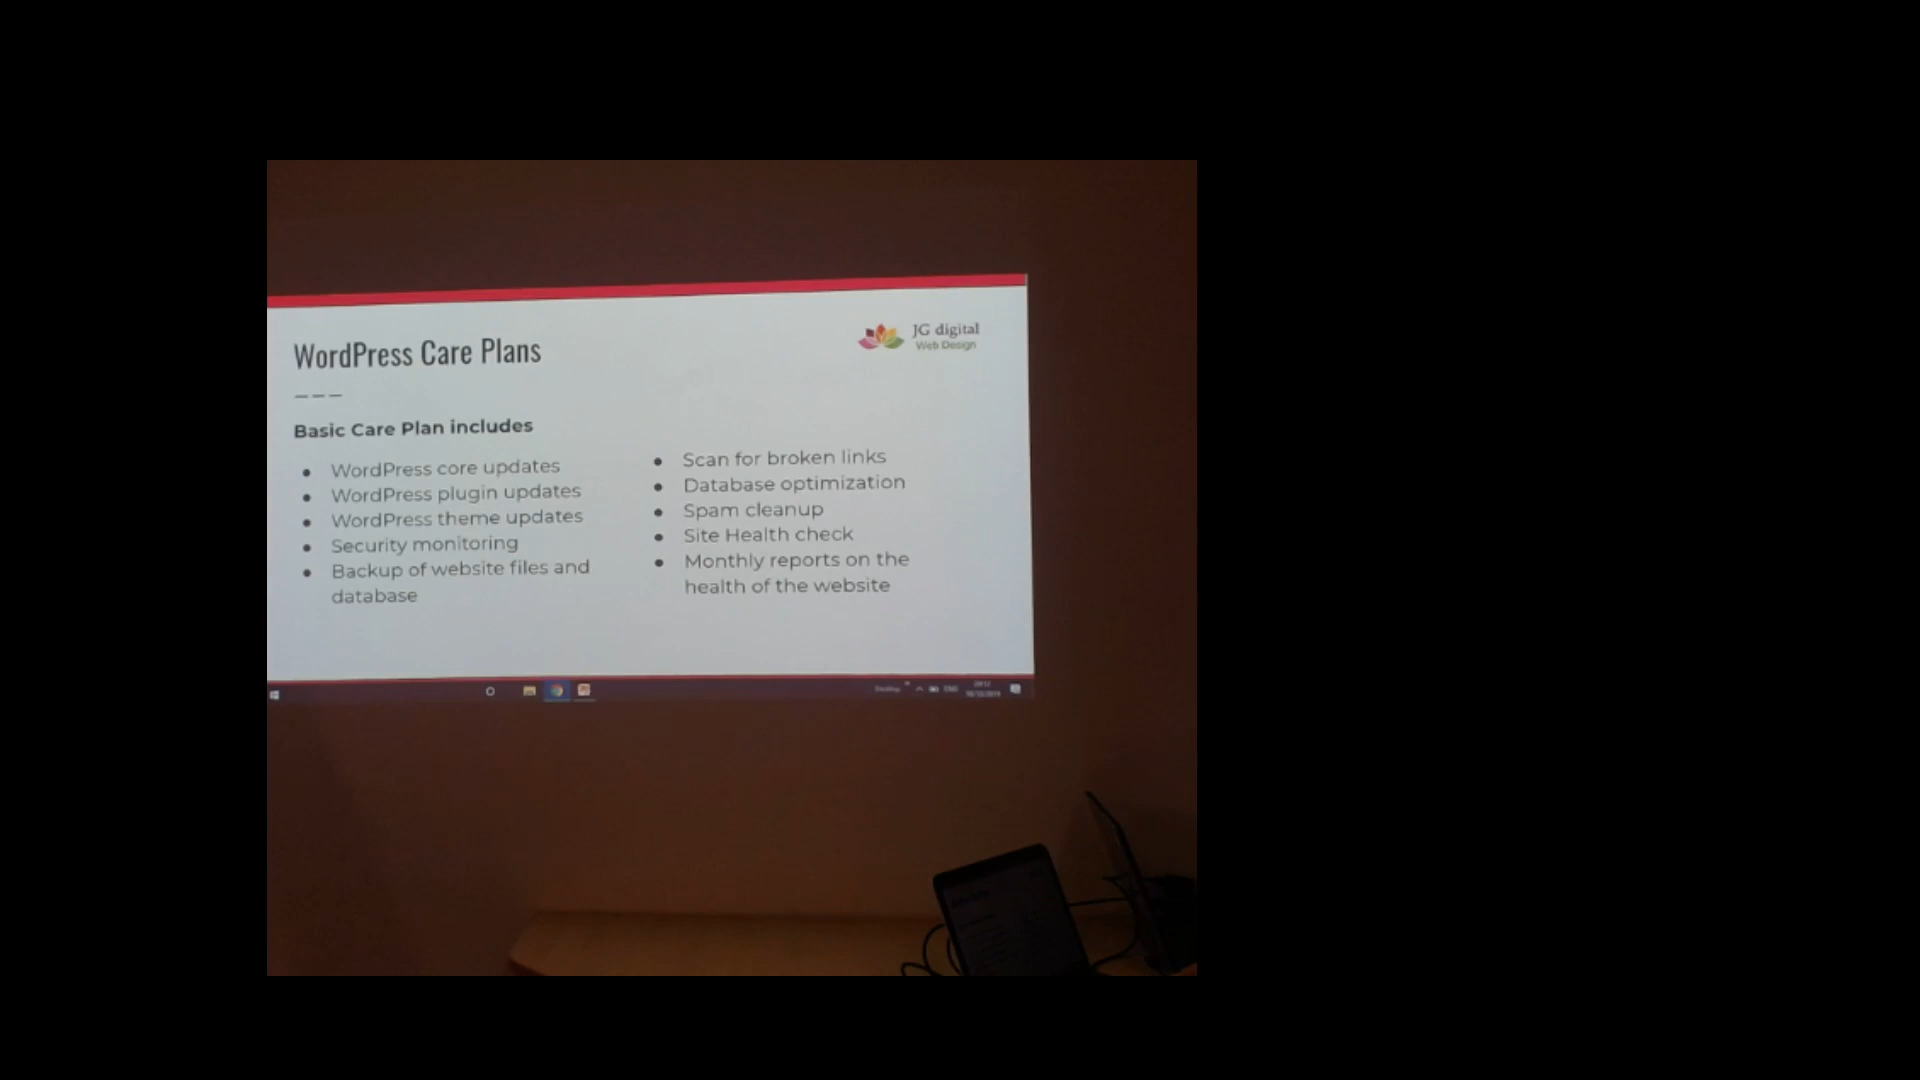 WordPress Care Plans
JG digital
Web Design
Basic Care Plan includes
WordPress core updates
WordPress plugin updates
WordPress theme updates
Security monitoring
Backup of website files and
database
Scan for broken links
Database optimization
Spam cleanup
Site Health check
Monthly reports on the
health of the website